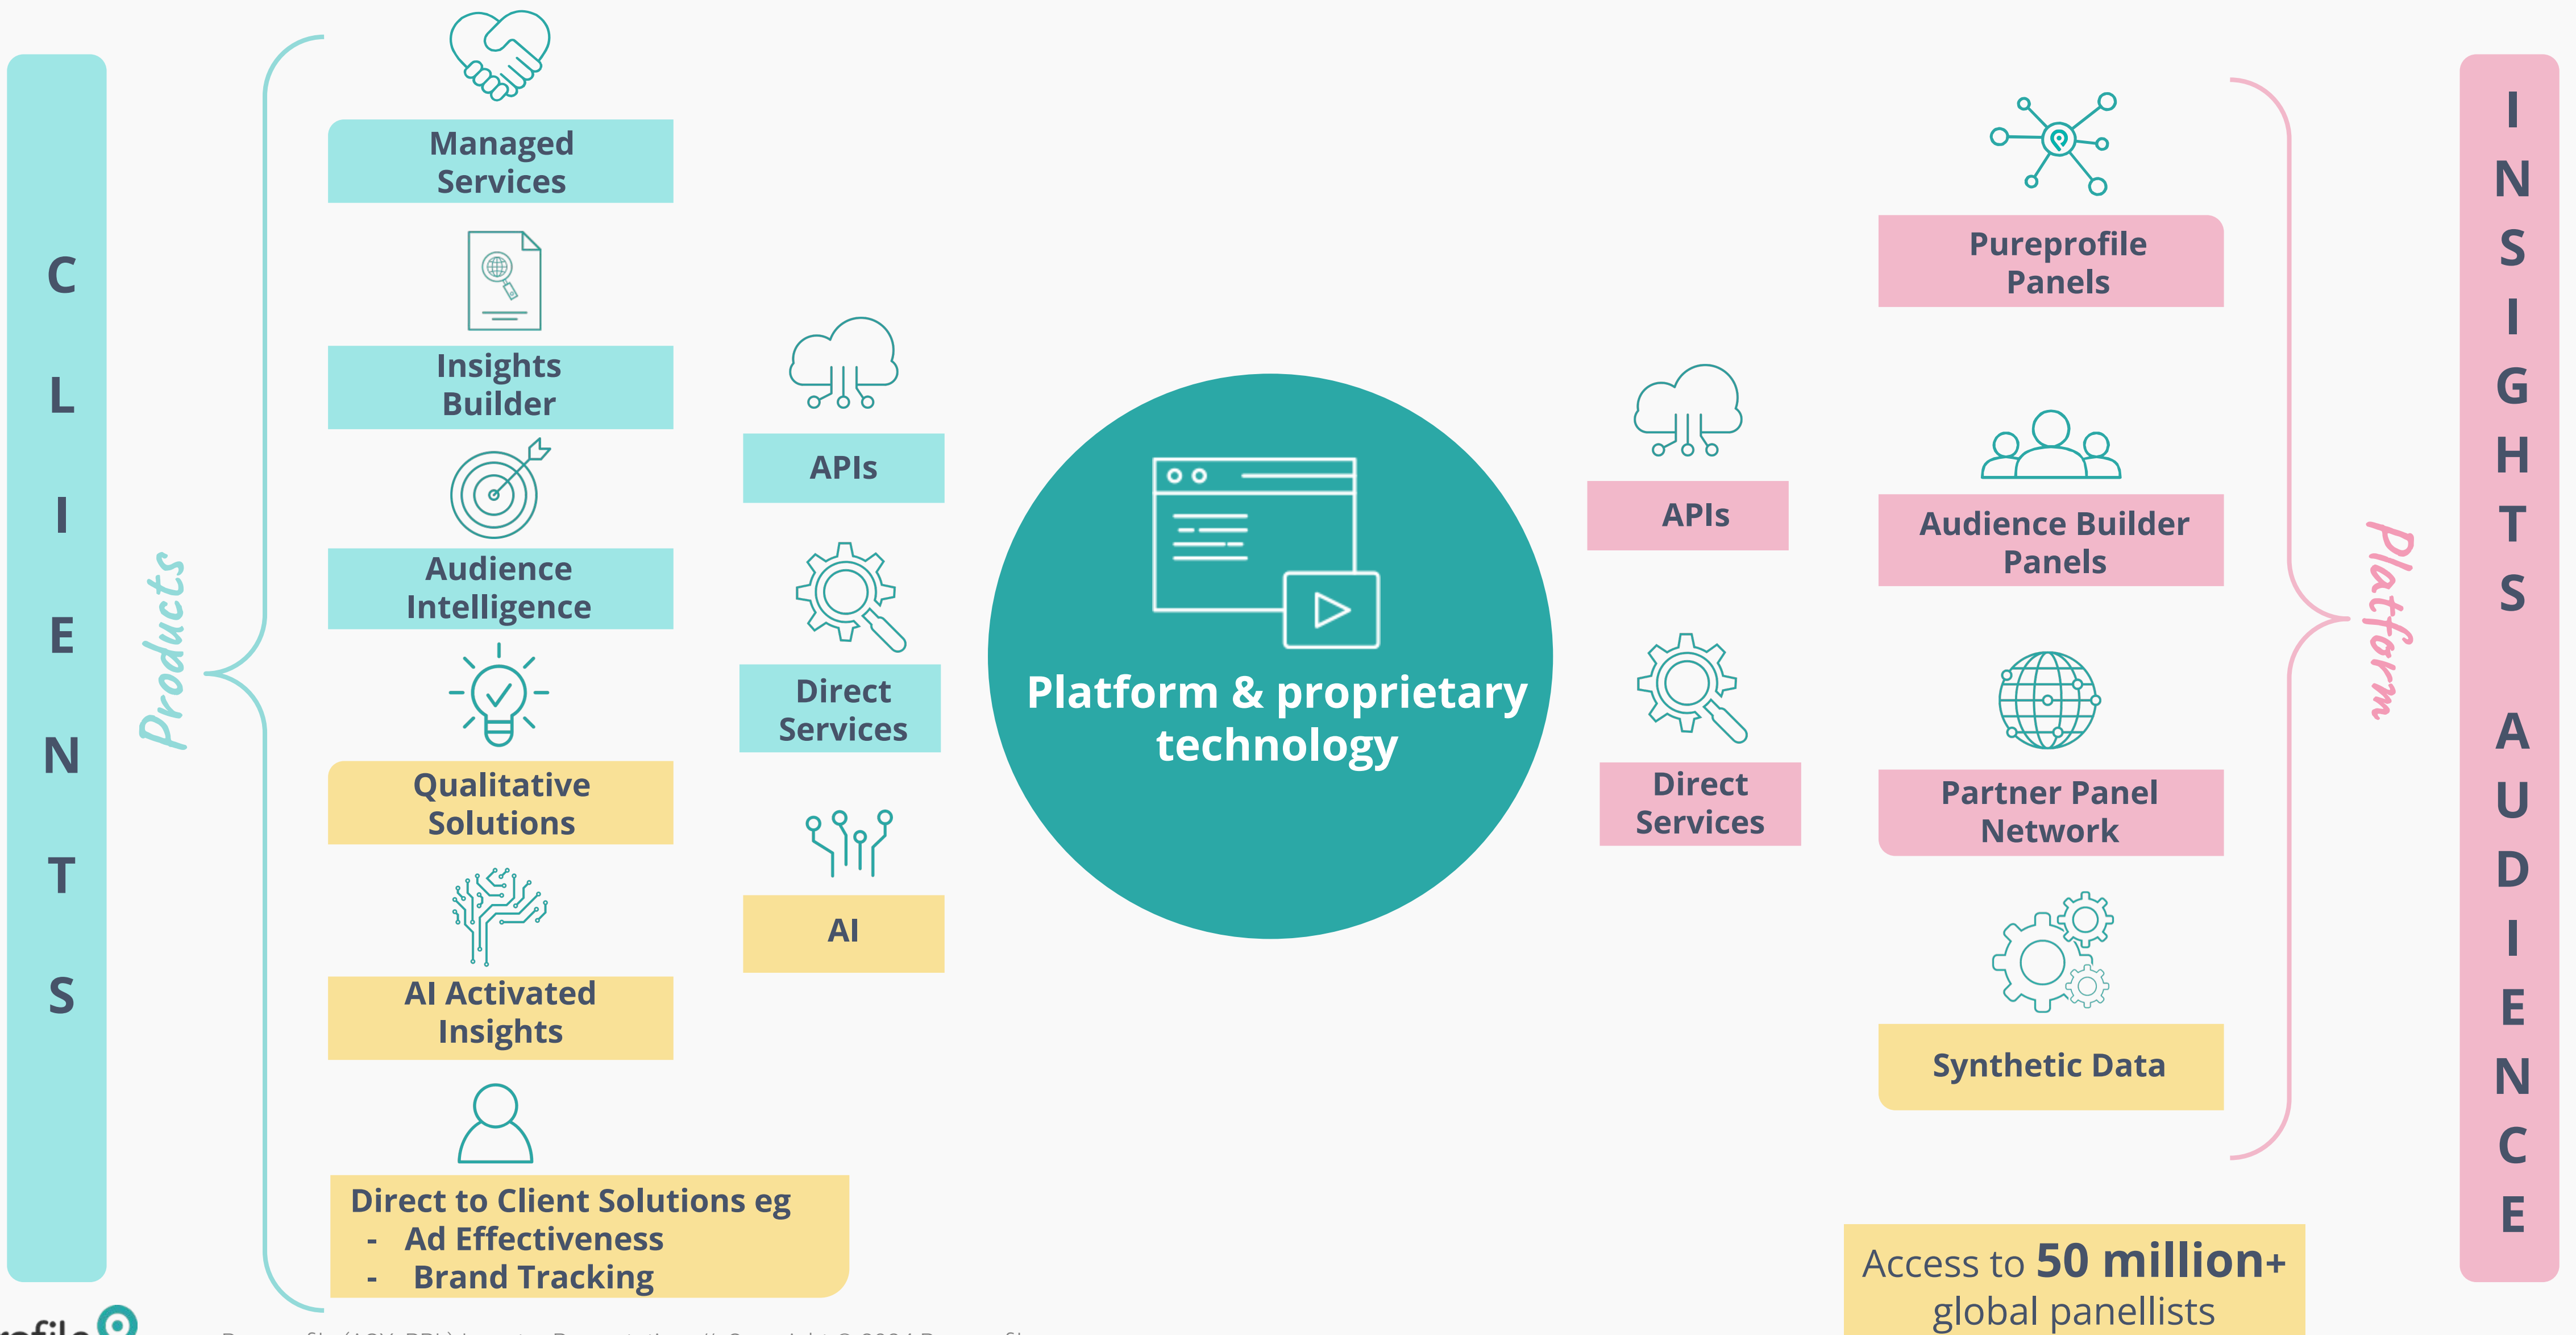 CLIENTS
Products
Managed
Services
Insights
Builder
Audience
Intelligence
Qualitative
Solutions
AI Activated
Insights
Direct to Client Solutions eg
- Ad Effectiveness
- Brand Tracking
APIs
Direct
Services
AI
Platform & proprietary
technology
APIs
Direct
Services
Pureprofile
Panels
Audience Builder
Panels
Partner Panel
Network
Synthetic Data
Access to 50 million+
global panellists
Platform
INSIGHTS AUDIENCE